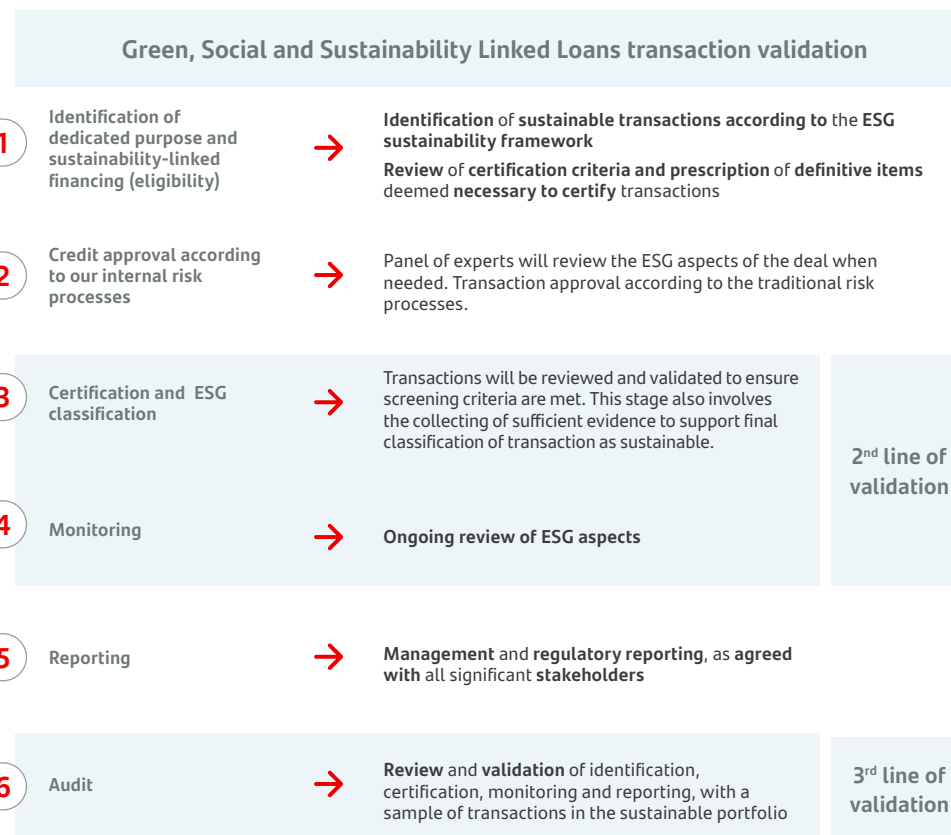 Green, Social and Sustainability Linked Loans transaction validation
1
Identification of
dedicated purpose and
sustainability-linked
financing (eligibility)
Identification of sustainable transactions according to the ESG
sustainability framework
Review of certification criteria and prescription of definitive items
deemed necessary to certify transactions
2
Credit approval according
to our internal risk
processes
Panel of experts will review the ESG aspects of the deal when
needed. Transaction approval according to the traditional risk
processes.
3
Certification and ESG
classification
Transactions will be reviewed and validated to ensure
screening criteria are met. This stage also involves
the collecting of sufficient evidence to support final
classification of transaction as sustainable.
2nd line of
validation
4
Monitoring
Ongoing review of ESG aspects
5
Reporting
Management and regulatory reporting, as agreed
with all significant stakeholders
6
Audit
Review and validation of identification,
certification, monitoring and reporting, with a
sample of transactions in the sustainable portfolio
3rd line of
validation